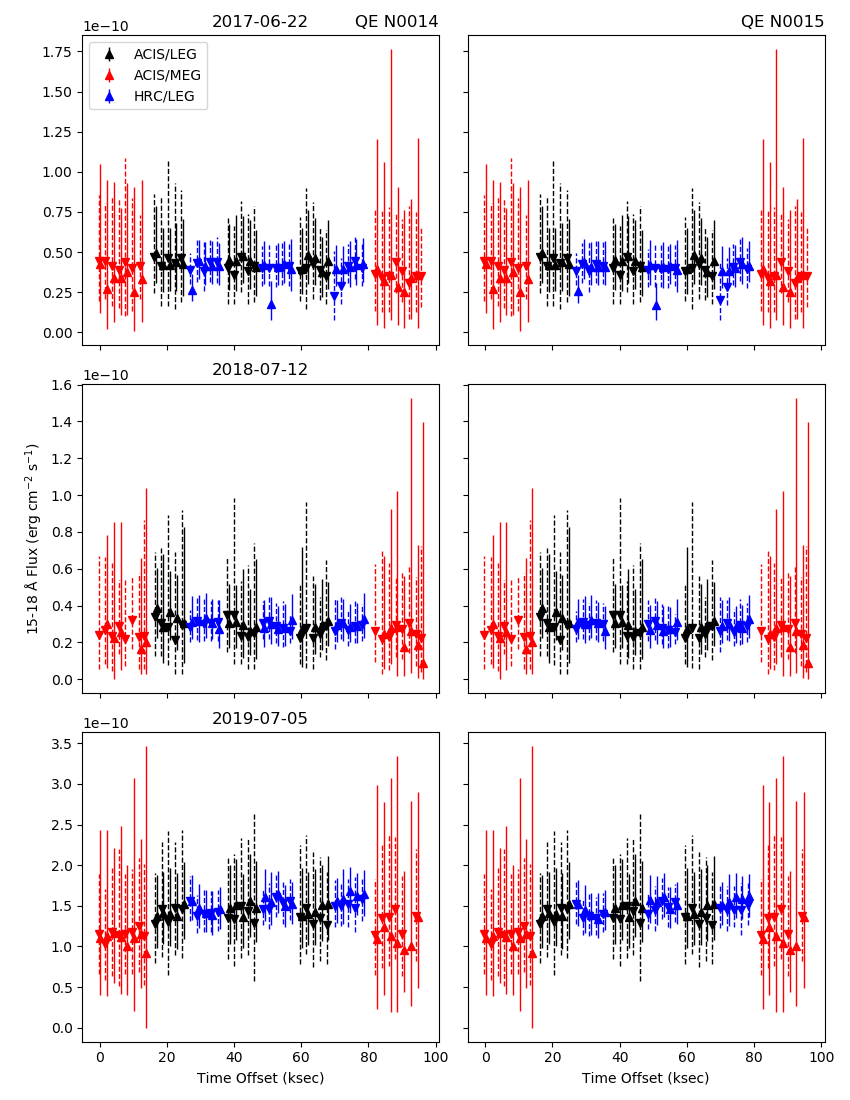 2017-06-22 QE N0014 QE N0015
1e−10
ACIS/LEG
ACIS/MEG
HRC/LEG
1.75
1.50
1.25
1.00
0.75
0.50
0.25
0.00
2018-07-12
1e−10
1.6
1.4
1.2
1.0
0.8
0.6
0.4
0.2
0.0
15-18 Å Flux (erg cm⁻² s⁻¹)
2019-07-05
1e−10
3.5
3.0
2.5
2.0
1.5
1.0
0.5
0.0
0 20 40 60 80 100 0 20 40 60 80 100
Time Offset (ksec) Time Offset (ksec)